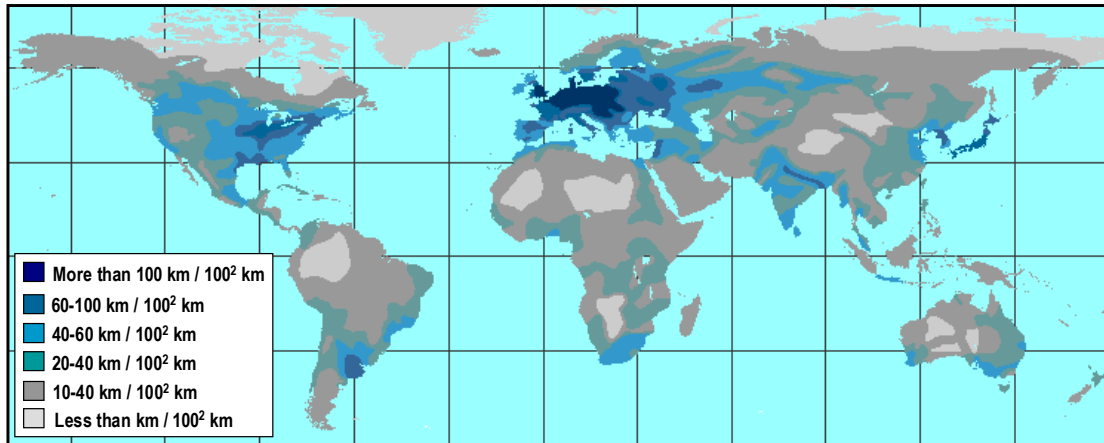 More than 100 km / 100² km
60-100 km / 100² km
40-60 km / 100² km
20-40 km / 100² km
10-40 km / 100² km
Less than km / 100² km